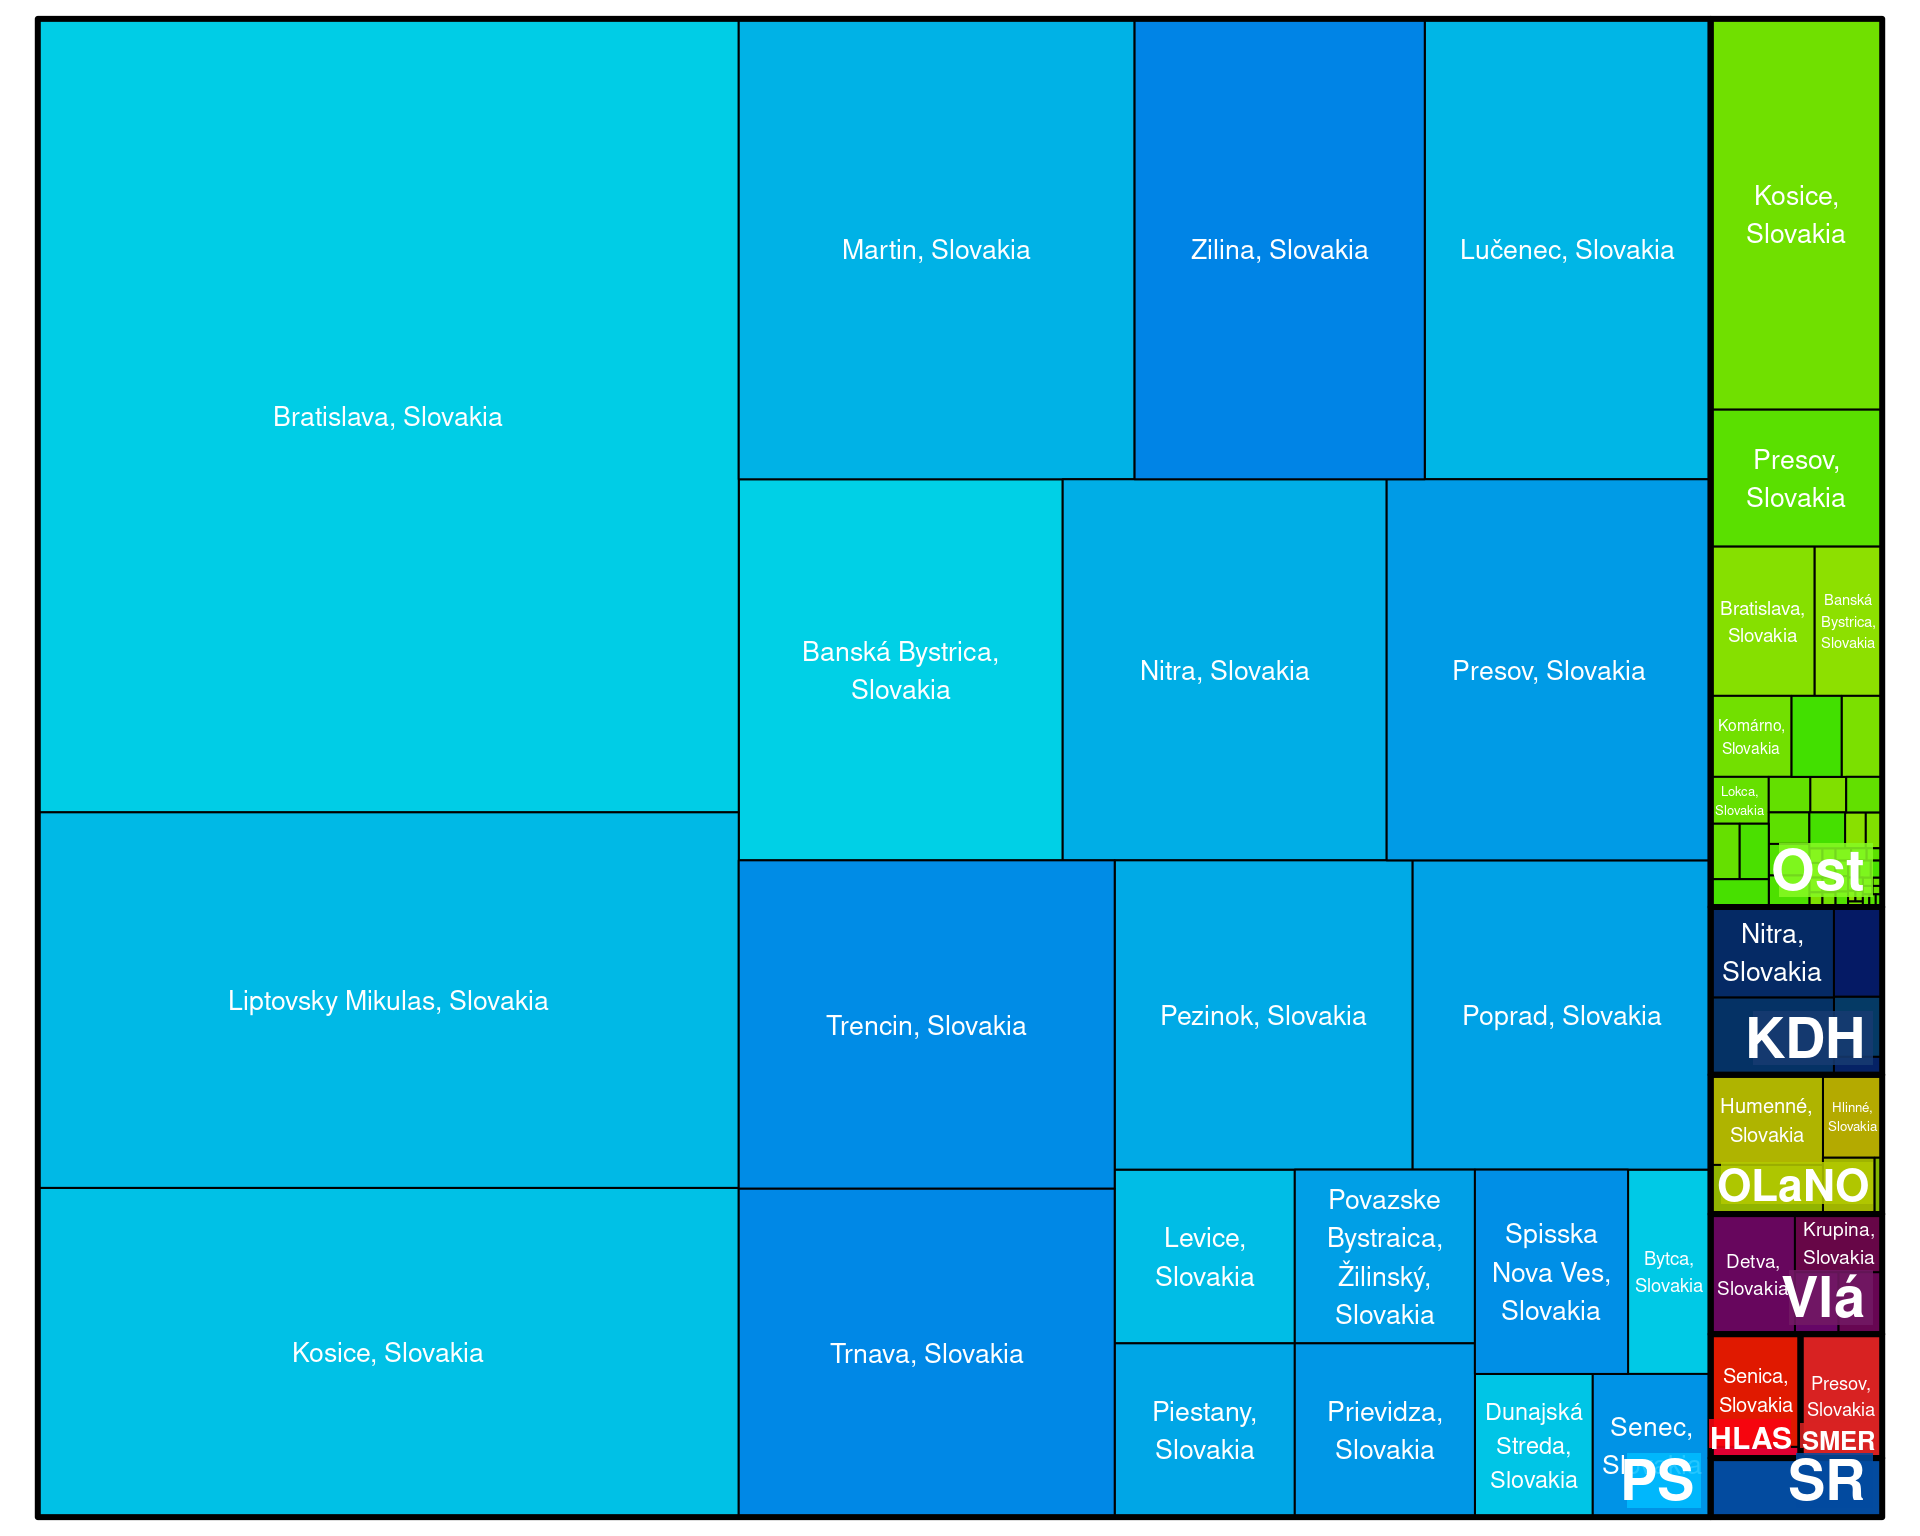 Bratislava, Slovakia
Liptovsky Mikulas, Slovakia
Kosice, Slovakia
Martin, Slovakia
Zilina, Slovakia
Lučenec, Slovakia
Banská Bystrica,
Slovakia
Nitra, Slovakia
Presov, Slovakia
Trencin, Slovakia
Trnava, Slovakia
Pezinok, Slovakia
Poprad, Slovakia
Levice,
Slovakia
Povazske
Bystraica,
Žilinský,
Slovakia
Spisska
Nova Ves,
Slovakia
Bytca,
Slovakia
Piestany,
Slovakia
Prievidza,
Slovakia
Dunajská
Streda,
Slovakia
Senec,
Slovakia
PS
Kosice,
Slovakia
Presov,
Slovakia
Bratislava,
Slovakia
Banská
Bystrica,
Slovakia
Komárno,
Slovakia
Lokca,
Slovakia
Ost
Nitra,
Slovakia
KDH
Humenné,
Slovakia
Hlinné,
Slovakia
OLaNO
Detva,
Slovakia
Krupina,
Slovakia
Vlá
Senica,
Slovakia
HLAS
Presov,
Slovakia
SMER
SR